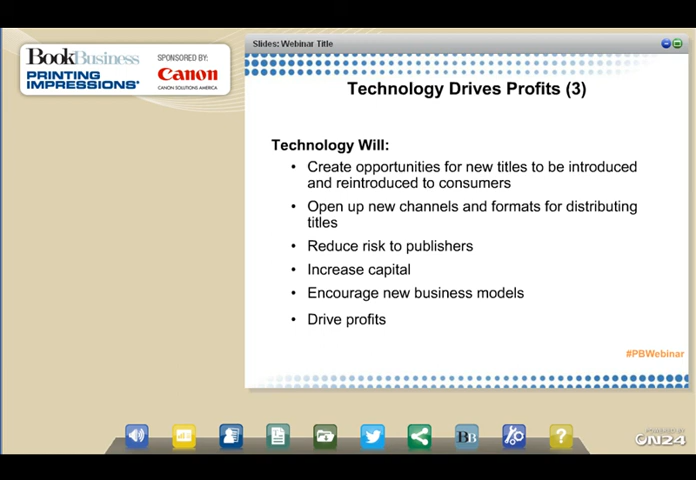 Slides: Webinar Title
BookBusiness
PRINTING
IMPRESSIONS
SPONSORED BY:
Canon
CANON SOLUTIONS AMERICA
Technology Drives Profits (3)
Technology Will:
• Create opportunities for new titles to be introduced
and reintroduced to consumers
• Open up new channels and formats for distributing
titles
• Reduce risk to publishers
• Increase capital
• Encourage new business models
• Drive profits
#PBWebinar
BB
?
POWERED BY
ON24